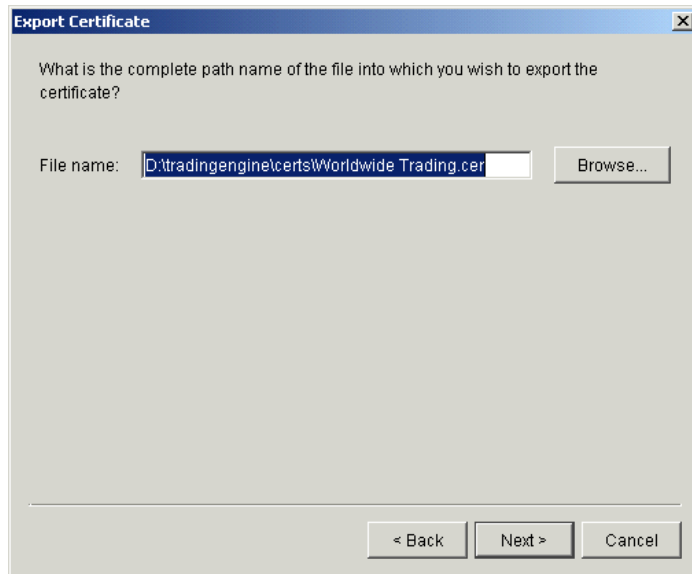 Export Certificate
What is the complete path name of the file into which you wish to export the
certificate?
File name: D:\tradingengine\certs\Worldwide Trading.cer Browse...
< Back Next > Cancel